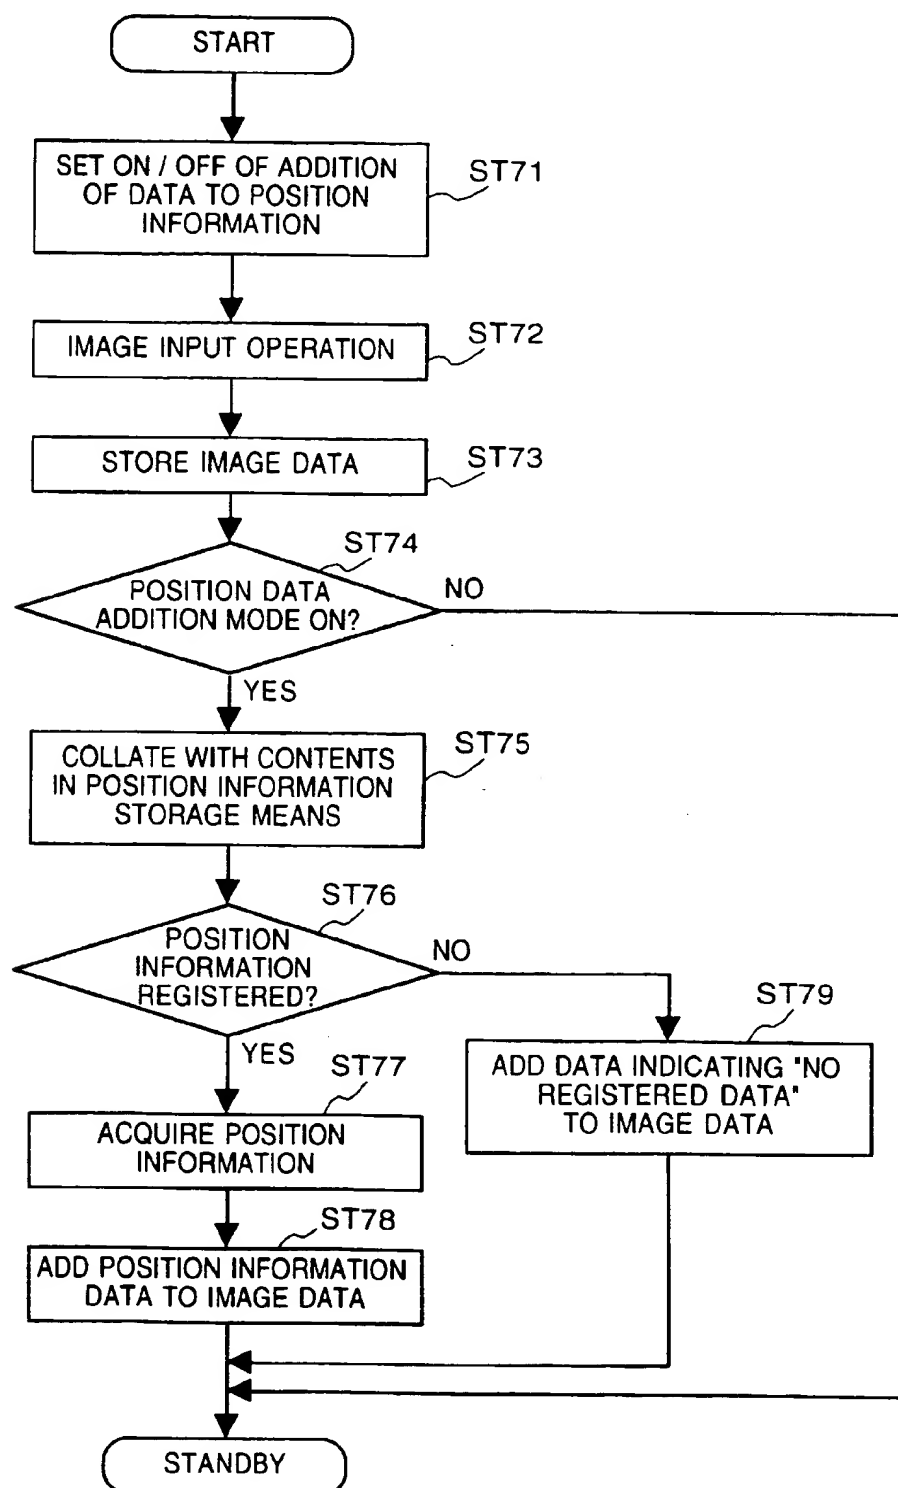 START
SET ON / OFF OF ADDITION
OF DATA TO POSITION
INFORMATION
ST71
IMAGE INPUT OPERATION
ST72
STORE IMAGE DATA
ST73
ST74
POSITION DATA
ADDITION MODE ON?
NO
YES
COLLATE WITH CONTENTS
IN POSITION INFORMATION
STORAGE MEANS
ST75
ST76
POSITION
INFORMATION
REGISTERED?
NO
YES
ST79
ADD DATA INDICATING "NO
REGISTERED DATA"
TO IMAGE DATA
ST77
ACQUIRE POSITION
INFORMATION
ST78
ADD POSITION INFORMATION
DATA TO IMAGE DATA
STANDBY